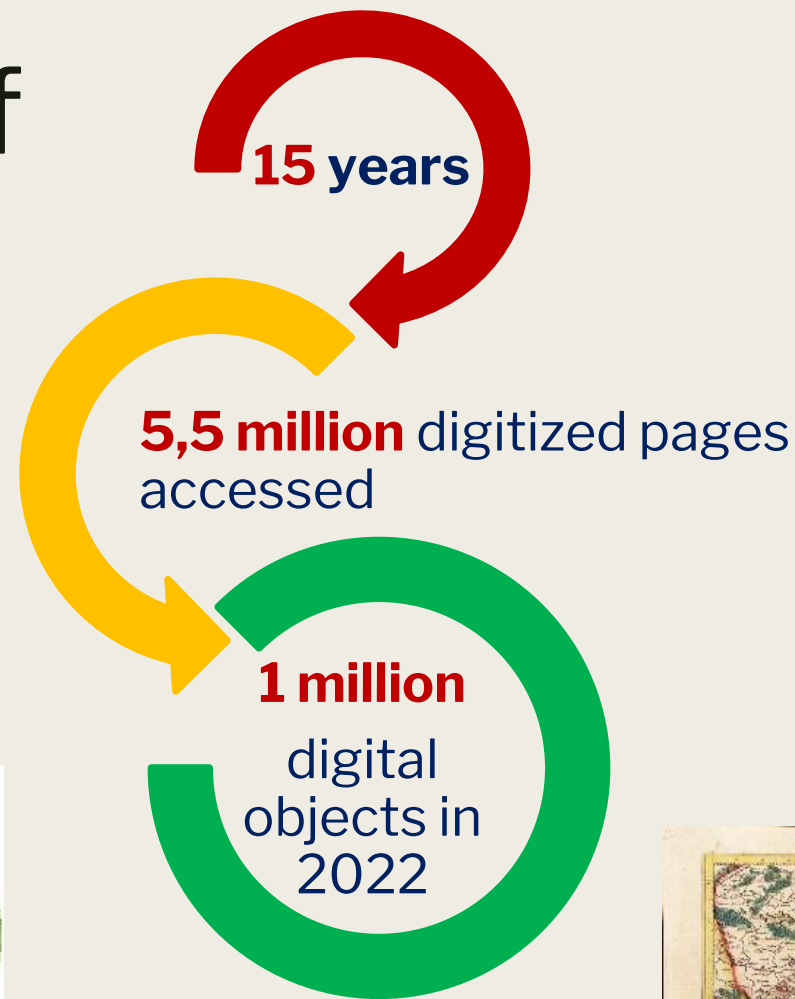 f
15 years
5,5 million digitized pages
accessed
1 million
digital
objects in
2022